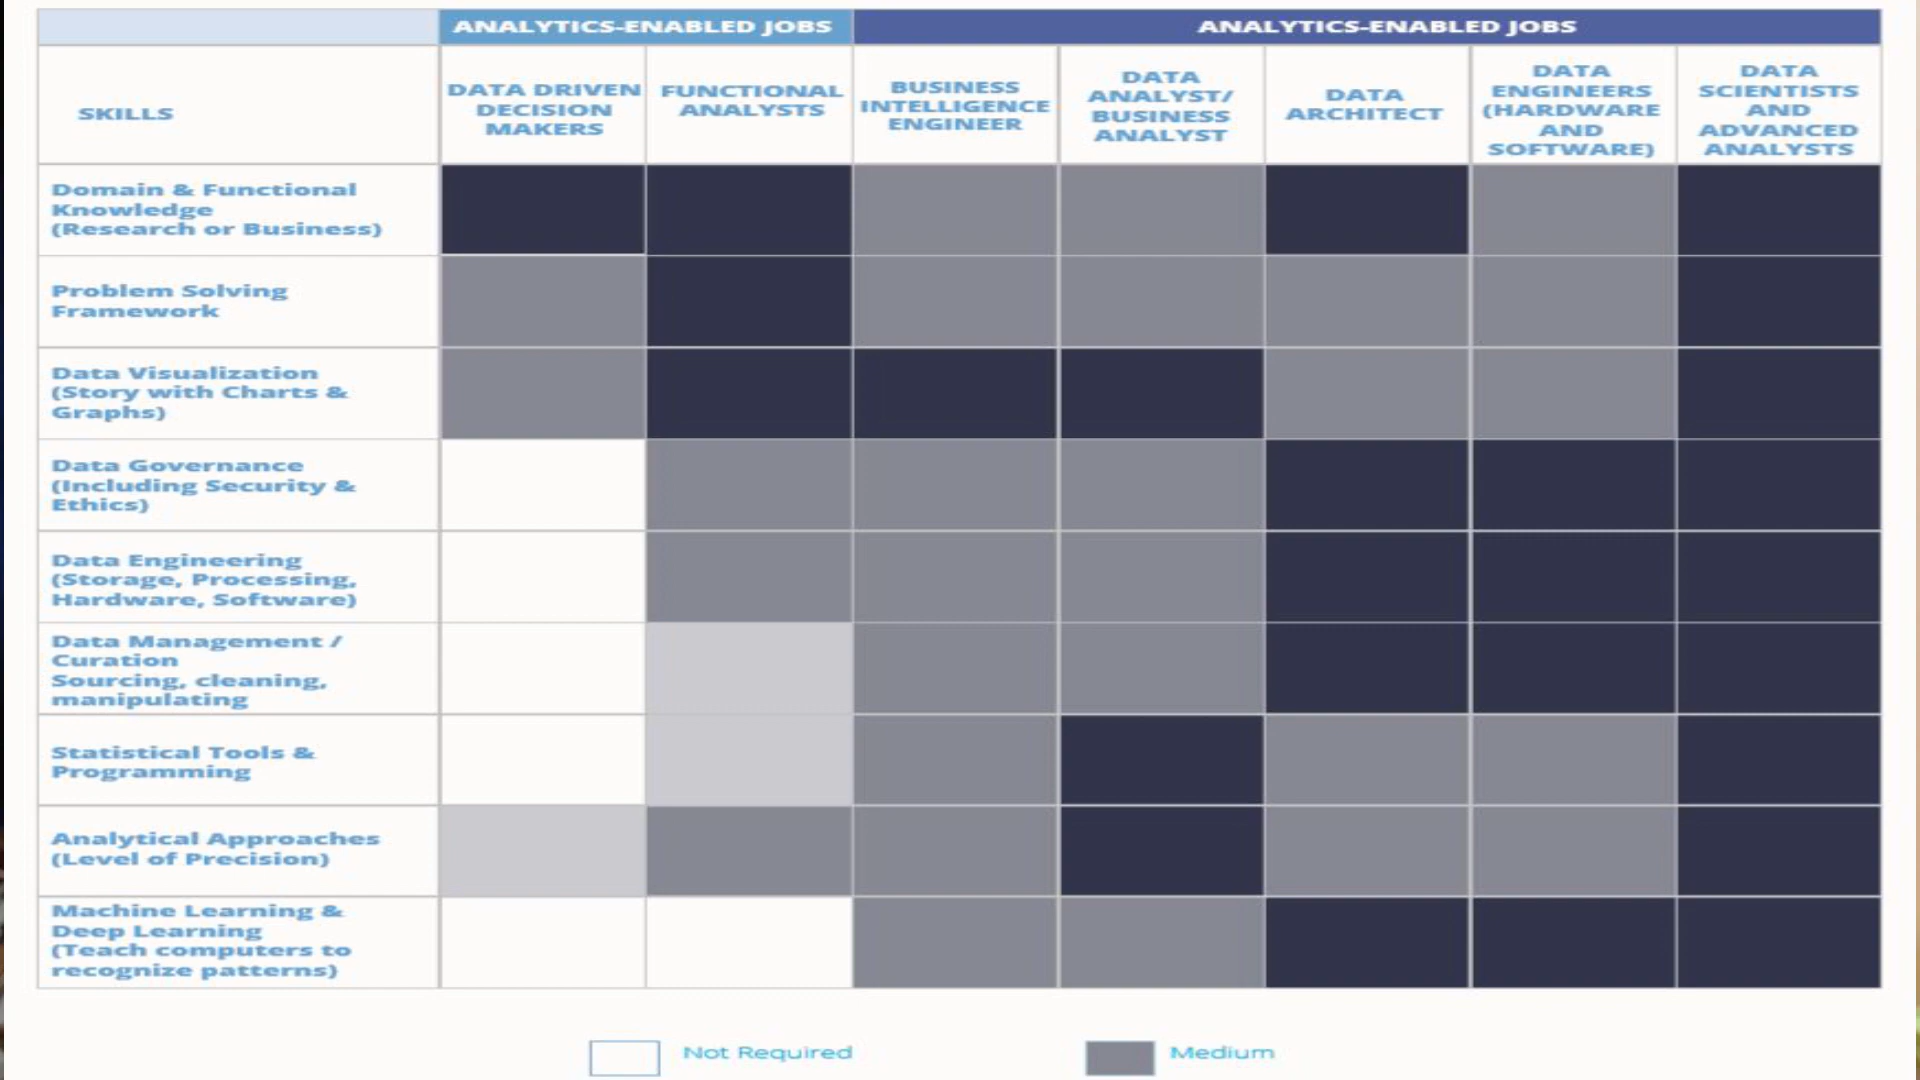 ANALYTICS-ENABLED JOBS
ANALYTICS-ENABLED JOBS
SKILLS
DATA DRIVEN
DECISION
MAKERS
FUNCTIONAL
ANALYSTS
BUSINESS
INTELLIGENCE
ENGINEER
DATA
ANALYST/
BUSINESS
ANALYST
DATA
ARCHITECT
DATA
ENGINEERS
(HARDWARE
AND
SOFTWARE)
DATA
SCIENTISTS
AND
ADVANCED
ANALYSTS
Domain & Functional
Knowledge
(Research or Business)
Problem Solving
Framework
Data Visualization
(Story with Charts &
Graphs)
Data Governance
(Including Security &
Ethics)
Data Engineering
(Storage, Processing,
Hardware, Software)
Data Management /
Curation
Sourcing, cleaning,
manipulating
Statistical Tools &
Programming
Analytical Approaches
(Level of Precision)
Machine Learning &
Deep Learning
(Teach computers to
recognize patterns)
Not Required
Medium